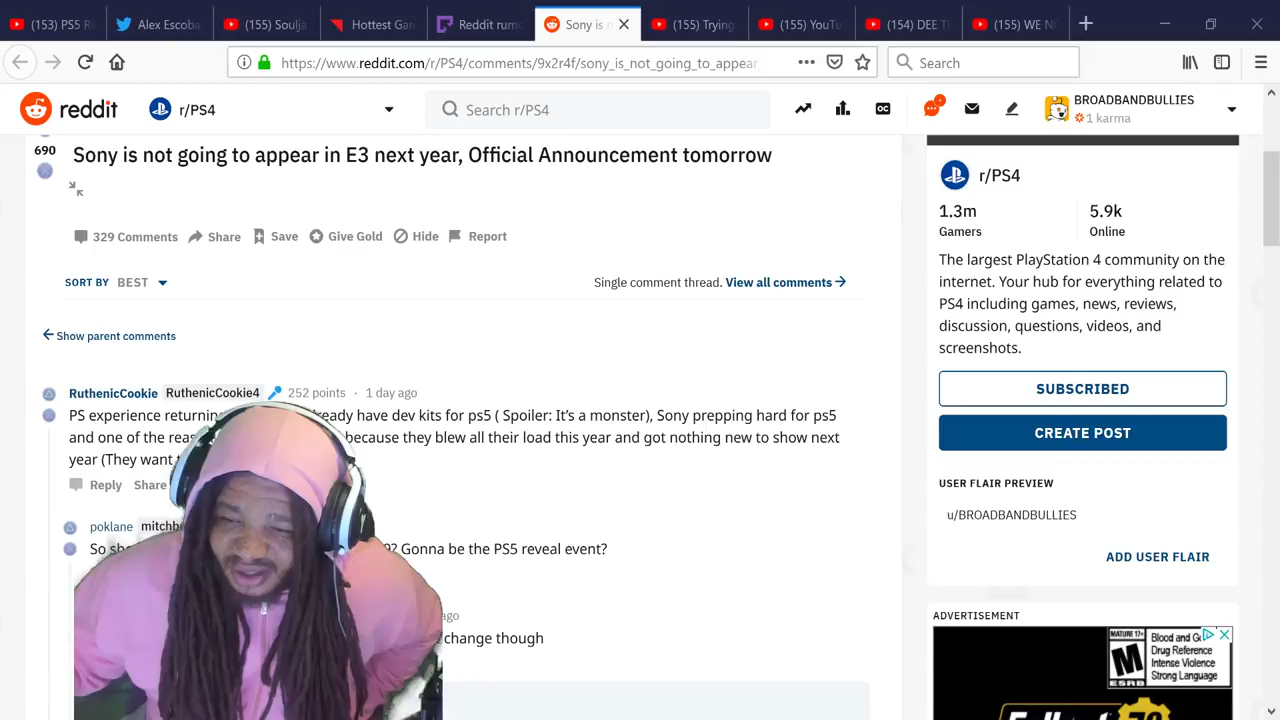 (153) PS5 R
Alex Escoba
(155) Soulja
Hottest Gan
Reddit rum
Sony is n
(155) Trying
(155) YouTu
(154) DEE T
(155) WE N
https://www.reddit.com/r/PS4/comments/9x2r4f/sony_is_not_going_to_appear
Search
reddit
r/PS4
Search r/PS4
OC
BROADBANDBULLIES
1 karma
690
Sony is not going to appear in E3 next year, Official Announcement tomorrow
329 Comments
Share
Save
Give Gold
Hide
Report
SORT BY
BEST
Single comment thread. View all comments
Show parent comments
RuthenicCookie RuthenicCookie4 252 points · 1 day ago
PS experience returnin eady have dev kits for ps5 ( Spoiler: It's a monster), Sony prepping hard for ps5
and one of the rea because they blew all their load this year and got nothing new to show next
year (They want
Reply
Share
poklane mitchb
So sh 9? Gonna be the PS5 reveal event?
ago
change though
r/PS4
1.3m
Gamers
5.9k
Online
The largest PlayStation 4 community on the
internet. Your hub for everything related to
PS4 including games, news, reviews,
discussion, questions, videos, and
screenshots.
SUBSCRIBED
CREATE POST
USER FLAIR PREVIEW
u/BROADBANDBULLIES
ADD USER FLAIR
ADVERTISEMENT
MATURE 17+
M
ESRB
Blood and G
Drug Reference
Intense Violence
Strong Language